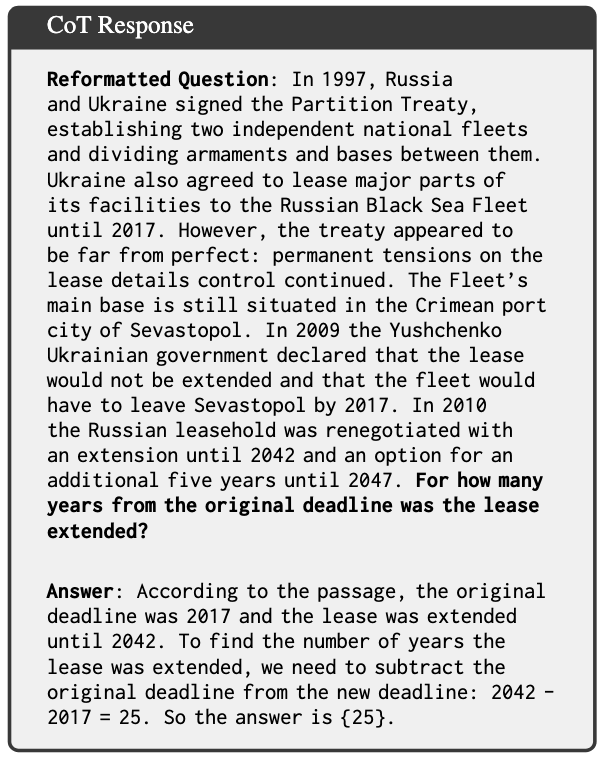 CoT Response
Reformatted Question: In 1997, Russia
and Ukraine signed the Partition Treaty,
establishing two independent national fleets
and dividing armaments and bases between them.
Ukraine also agreed to lease major parts of
its facilities to the Russian Black Sea Fleet
until 2017. However, the treaty appeared to
be far from perfect: permanent tensions on the
lease details control continued. The Fleet's
main base is still situated in the Crimean port
city of Sevastopol. In 2009 the Yushchenko
Ukrainian government declared that the lease
would not be extended and that the fleet would
have to leave Sevastopol by 2017. In 2010
the Russian leasehold was renegotiated with
an extension until 2042 and an option for an
additional five years until 2047. For how many
years from the original deadline was the lease
extended?
Answer: According to the passage, the original
deadline was 2017 and the lease was extended
until 2042. To find the number of years the
lease was extended, we need to subtract the
original deadline from the new deadline: 2042 –
2017 = 25. So the answer is {25}.